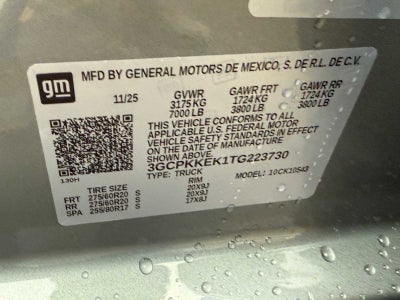 gm
MFD BY GENERAL MOTORS DE MEXICO, S. DE R.L. DE C.V.
11/25 GVWR GAWR FRT GAWR RR
3175 KG 1724 KG 1724 KG
7000 LB 3800 LB 3800 LB
THIS VEHICLE CONFORMS TO ALL
APPLICABLE U.S. FEDERAL MOTOR
VEHICLE SAFETY STANDARDS IN EFFECT
ON THE DATE OF MANUFACTURE
SHOWN ABOVE.
3GCPKKEK1TG223730
130H TYPE: TRUCK MODEL: 10CK10543
TIRE SIZE RIM
FRT 275/60R20 S 20X9J
RR 275/60R20 S 20X9J
SPA 255/80R17 S 17X8J